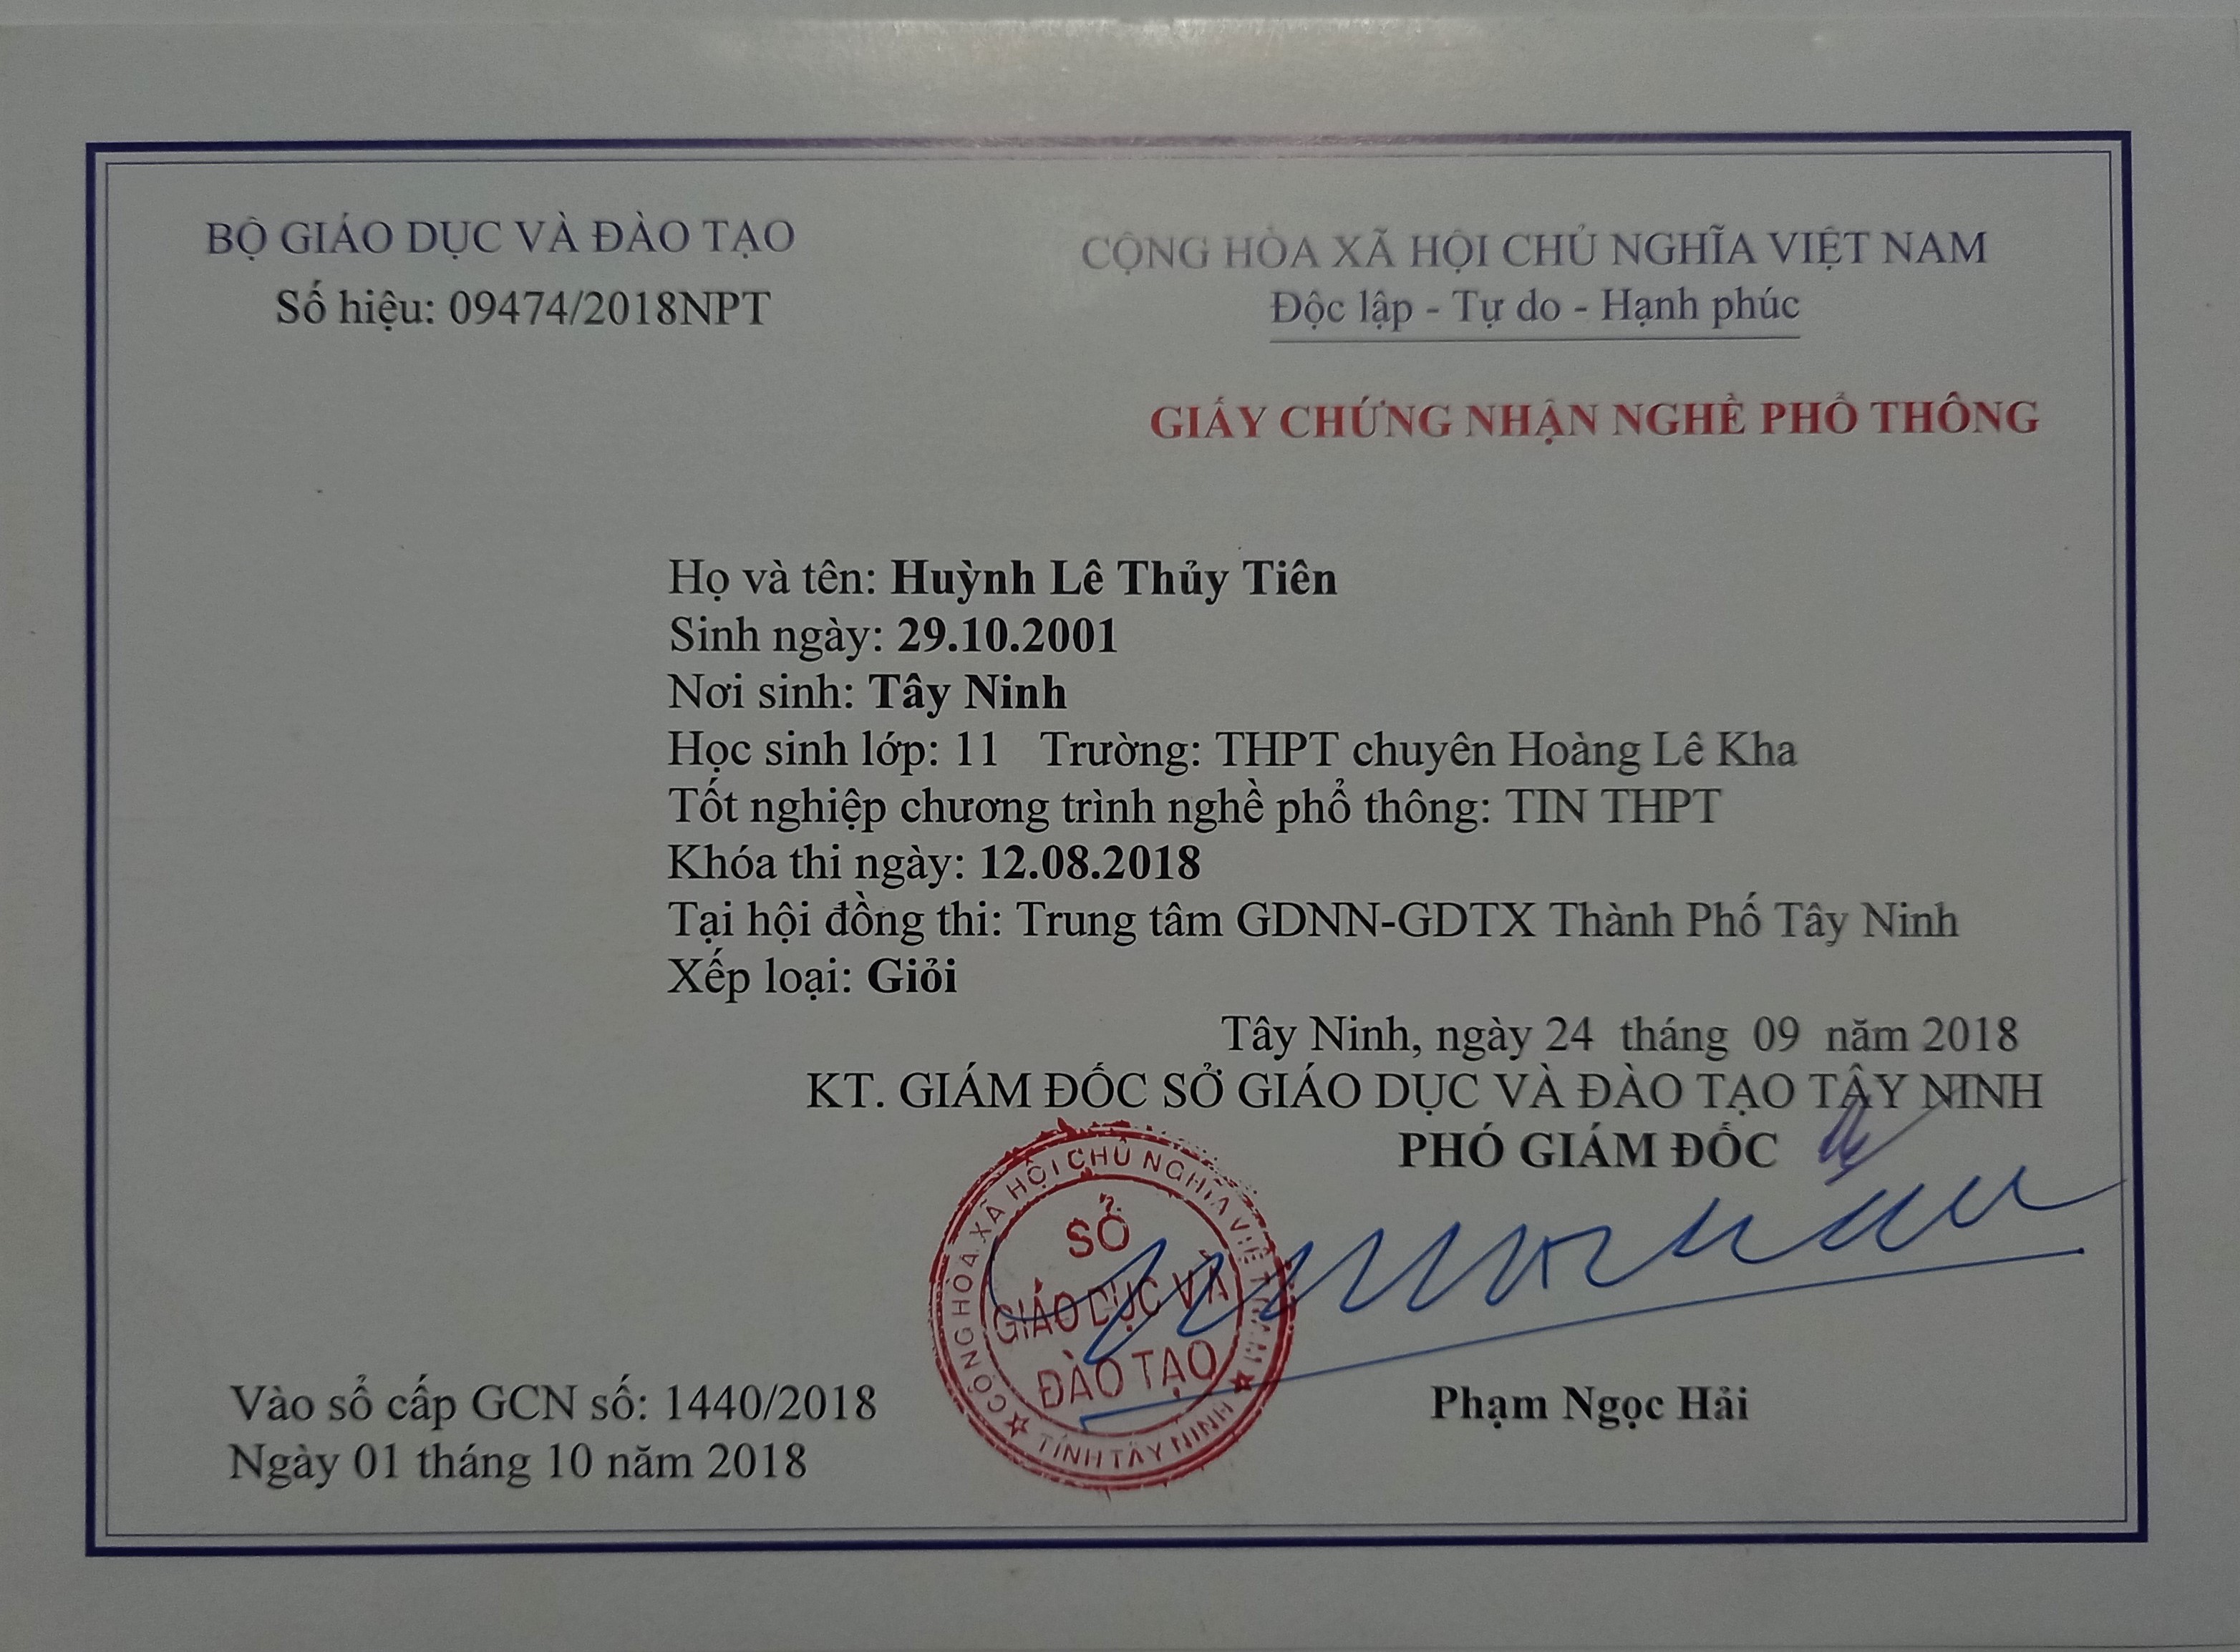 BỘ GIÁO DỤC VÀ ĐÀO TẠO
Số hiệu: 09474/2018NPT
CỘNG HÒA XÃ HỘI CHỦ NGHĨA VIỆT NAM
Độc lập - Tự do - Hạnh phúc
GIẤY CHỨNG NHẬN NGHỀ PHỔ THÔNG
Họ và tên: Huỳnh Lê Thủy Tiên
Sinh ngày: 29.10.2001
Nơi sinh: Tây Ninh
Học sinh lớp: 11 Trường: THPT chuyên Hoàng Lê Kha
Tốt nghiệp chương trình nghề phổ thông: TIN THPT
Khóa thi ngày: 12.08.2018
Tại hội đồng thi: Trung tâm GDNN-GDTX Thành Phố Tây Ninh
Xếp loại: Giỏi
Tây Ninh, ngày 24 tháng 09 năm 2018
KT. GIÁM ĐỐC SỞ GIÁO DỤC VÀ ĐÀO TẠO TÂY NINH
PHÓ GIÁM ĐỐC
CỘNG HÒA XÃ HỘI CHỦ NGHĨA VIỆT NAM
SỞ
GIÁO DỤC VÀ
ĐÀO TẠO
TỈNH TÂY NINH
Phạm Ngọc Hải
Vào sổ cấp GCN số: 1440/2018
Ngày 01 tháng 10 năm 2018